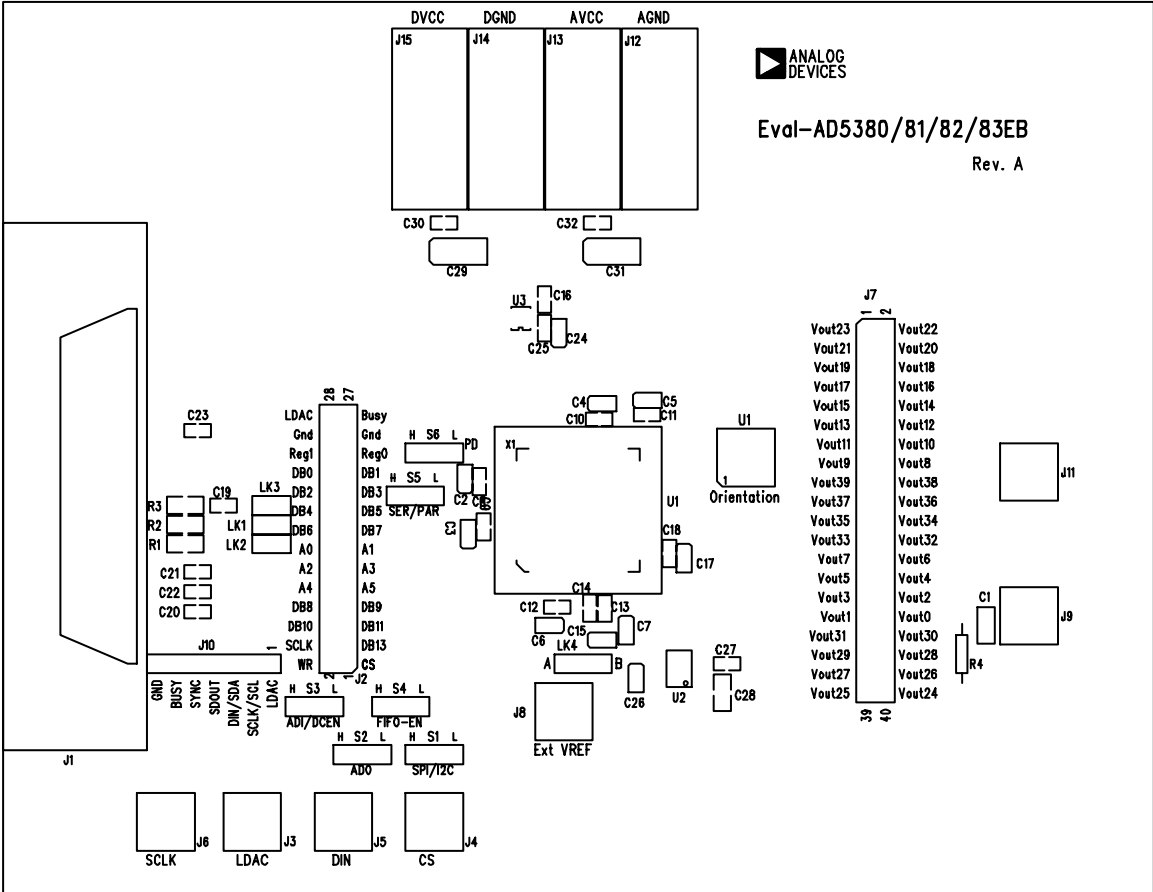 DVCC DGND AVCC AGND
J15 J14 J13 J12
ANALOG
DEVICES
Eval-AD5380/81/82/83EB
Rev. A
C30 C32
C29 C31
U3 C16
C25 C24
J7
1 2
Vout23 Vout22
Vout21 Vout20
Vout19 Vout18
Vout17 Vout16
Vout15 Vout14
Vout13 Vout12
Vout11 Vout10
Vout9 Vout8
Vout39 Vout38
Vout37 Vout36
Vout35 Vout34
Vout33 Vout32
Vout7 Vout6
Vout5 Vout4
Vout3 Vout2
Vout1 Vout0
Vout31 Vout30
Vout29 Vout28
Vout27 Vout26
Vout25 Vout24
39 40
J11
C1 J9
R4
C4 C5
C10 C11
X1
U1
U1
1
Orientation
C18
C17
C14
C12 C13
C6 C15 C7
LK4
A B
C26
U2
C27
C28
J8
Ext VREF
28 27
LDAC Busy
Gnd Gnd
Reg1 Reg0
DB0 DB1
DB2 DB3
DB4 DB5
DB6 DB7
A0 A1
A2 A3
A4 A5
DB8 DB9
DB10 DB11
SCLK DB13
WR CS
2 1
J2
H S6 L PD
H S5 L
SER/PAR
C2
C3
C23
C19 LK3
R3
R2 LK1
R1 LK2
C21
C22
C20
J10 1
GND
BUSY
SYNC
SDOUT
DIN/SDA
SCLK/SCL
LDAC
H S3 L
ADI/DCEN
H S4 L
FIFO-EN
H S2 L
AD0
H S1 L
SPI/I2C
J1
J6 J3 J5 J4
SCLK LDAC DIN CS